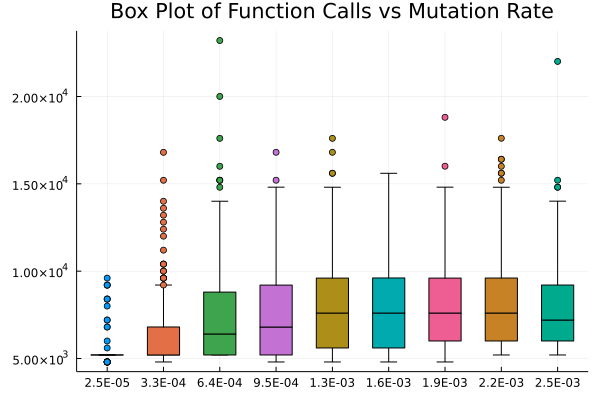 Box Plot of Function Calls vs Mutation Rate
2.00×10⁴
1.50×10⁴
1.00×10⁴
5.00×10³
2.5E-05 3.3E-04 6.4E-04 9.5E-04 1.3E-03 1.6E-03 1.9E-03 2.2E-03 2.5E-03